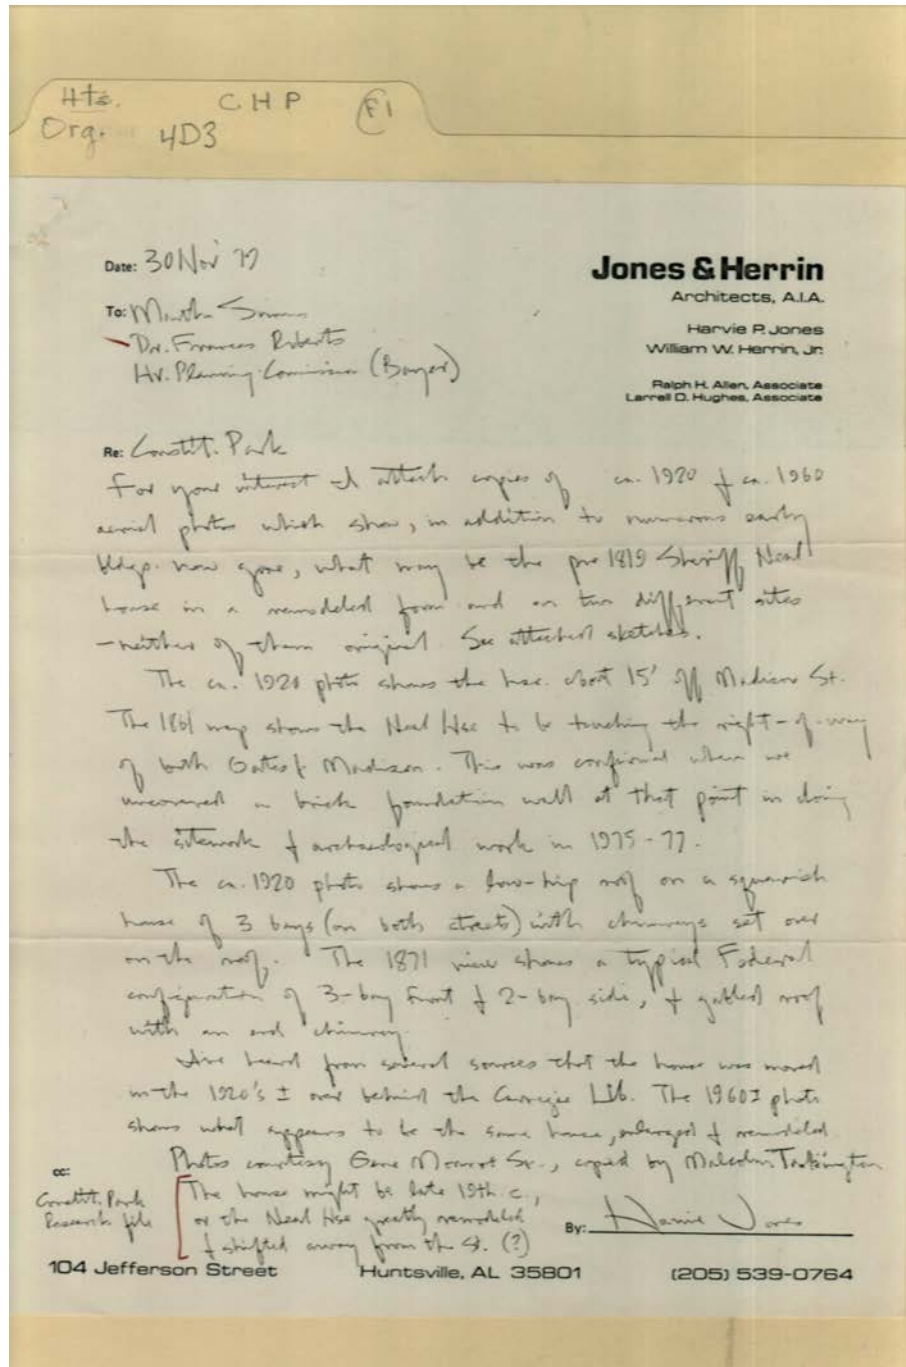 Hts. CHP F1
Org. 4D3
Jones & Herrin
Architects, A.I.A.
Harvie P. Jones
William W. Herrin, Jr.
Ralph H. Allen, Associate
Larrell D. Hughes, Associate
Date: 30 Nov 77
To: Martha Simms
Dr. Frances Roberts
Hv. Planning Commission
Re: Constit. Park
For your interest I attach copies of ca. 1920 & ca. 1960
aerial photos which show, in addition to numerous early
bldgs. now gone, what may be the pre 1819 Sheriff Neal
house in a remodeled form and on two different sites
- neither of them original. See attached sketches.
The ca. 1920 photo shows the hse. about 15' off Madison St.
The 1861 map shows the Neal Hse to be touching the right-of-way
of both Gates & Madison. This was confirmed when we
uncovered a brick foundation wall at that point in doing
the sitework & archaeological work in 1975-77.
The ca. 1920 photo shows a low-hip roof on a squarish
house of 3 bays (on both streets) with chimneys set over
on the roof. The 1871 view shows a typical Federal
configuration of 3-bay front & 2-bay side, & gabled roof
with an end chimney.
I've heard from several sources that the house was moved
in the 1920's ± over behind the Carnegie Lib. The 1960± photo
shows what appears to be the same house, enlarged & remodeled.
Photos courtesy Gene Monroe Sr., copied by Malcolm Tarkington
cc:
Constit. Park
Research file
The house might be late 19th. c.,
or the Neal Hse greatly remodeled
& shifted away from the St. (?)
By: Harvie Jones
104 Jefferson Street Huntsville, AL 35801 (205) 539-0764